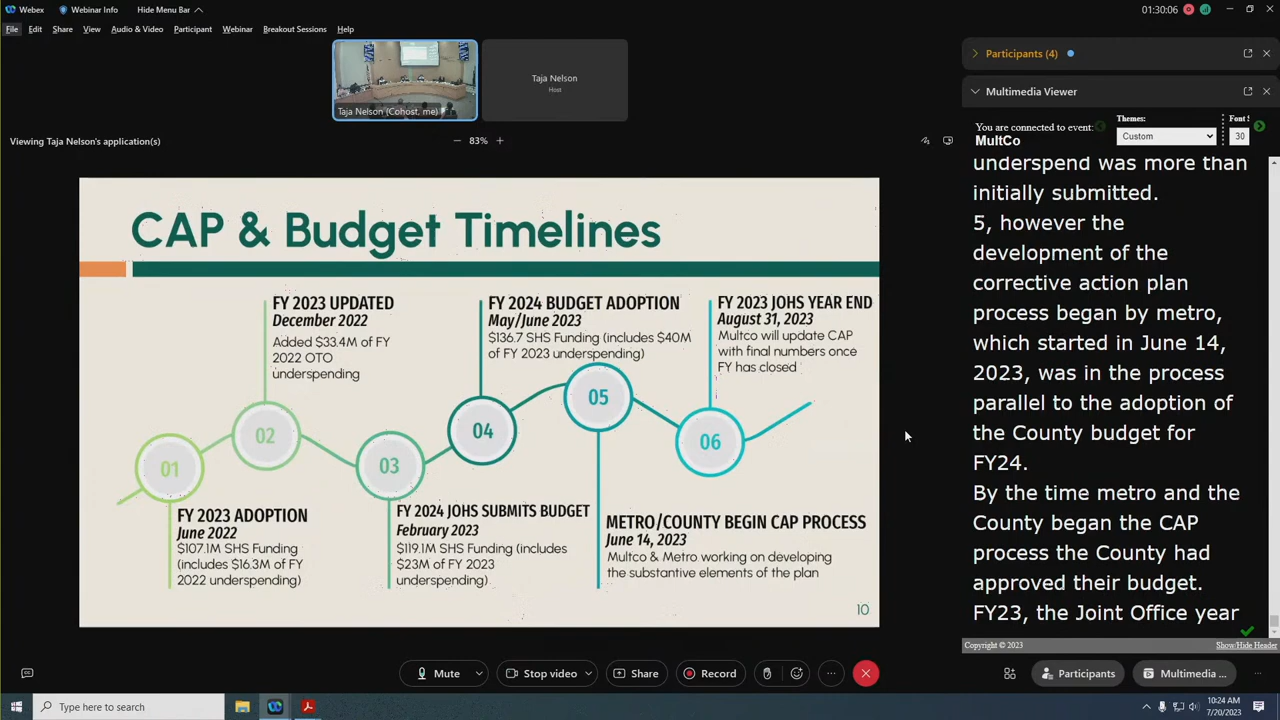 Webex
Webinar Info
Hide Menu Bar
01:30:06
File
Edit
Share
View
Audio & Video
Participant
Webinar
Breakout Sessions
Help
Taja Nelson (Cohost, me)
Taja Nelson
Host
Viewing Taja Nelson's application(s)
83%
CAP & Budget Timelines
FY 2023 UPDATED
December 2022
Added $33.4M of FY
2022 OTO
underspending
FY 2024 BUDGET ADOPTION
May/June 2023
$136.7 SHS Funding (includes $40M
of FY 2023 underspending)
FY 2023 JOHS YEAR END
August 31, 2023
Multco will update CAP
with final numbers once
FY has closed
01
02
03
04
05
06
FY 2023 ADOPTION
June 2022
$107.1M SHS Funding
(includes $16.3M of FY
2022 underspending)
FY 2024 JOHS SUBMITS BUDGET
February 2023
$119.1M SHS Funding (includes
$23M of FY 2023
underspending)
METRO/COUNTY BEGIN CAP PROCESS
June 14, 2023
Multco & Metro working on developing
the substantive elements of the plan
10
Participants (4)
Multimedia Viewer
You are connected to event:
MultCo
Themes:
Custom
Font S
30
underspend was more than
initially submitted.
5, however the
development of the
corrective action plan
process began by metro,
which started in June 14,
2023, was in the process
parallel to the adoption of
the County budget for
FY24.
By the time metro and the
County began the CAP
process the County had
approved their budget.
FY23, the Joint Office year
Copyright © 2023
Show/Hide Header
Mute
Stop video
Share
Record
Participants
Multimedia ...
Type here to search
10:24 AM
7/20/2023